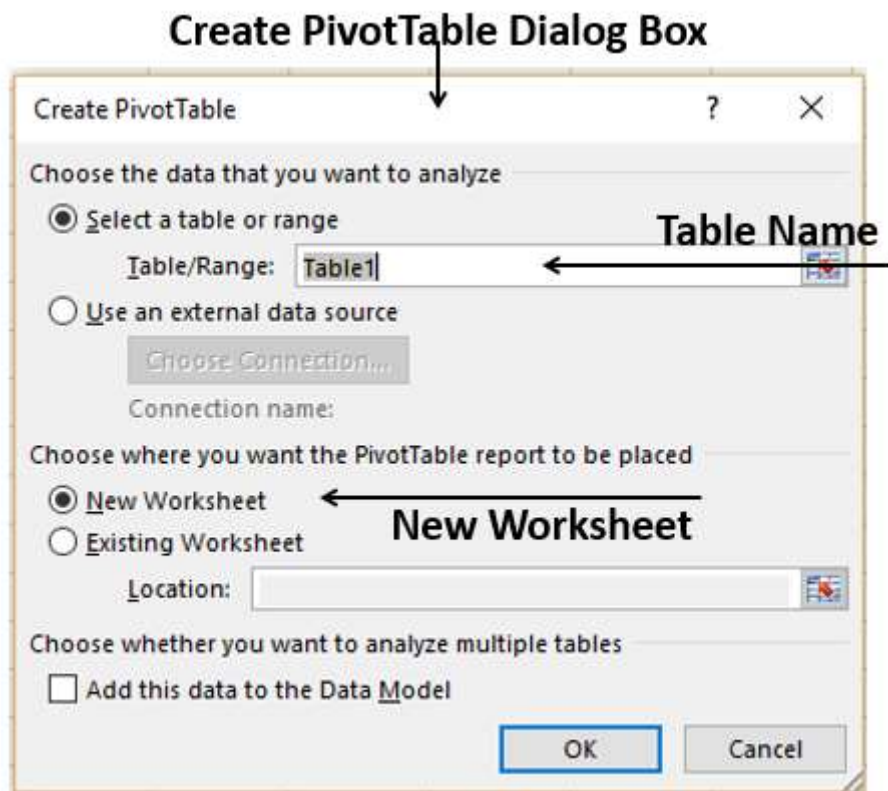 Create PivotTable Dialog Box
Create PivotTable ?
Choose the data that you want to analyze
Select a table or range
Table Name
Table/Range: Table1
Use an external data source
Choose Connection...
Connection name:
Choose where you want the PivotTable report to be placed
New Worksheet
New Worksheet
Existing Worksheet
Location:
Choose whether you want to analyze multiple tables
Add this data to the Data Model
OK Cancel